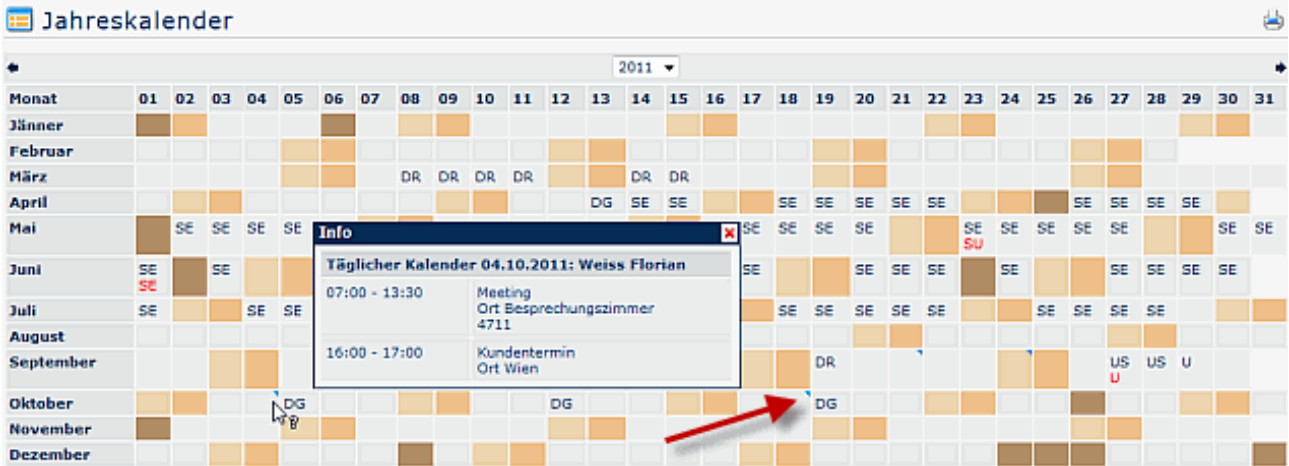 Jahreskalender
2011
Monat 01 02 03 04 05 06 07 08 09 10 11 12 13 14 15 16 17 18 19 20 21 22 23 24 25 26 27 28 29 30 31
Jänner
Februar
März DR DR DR DR DR DR
April DG SE SE SE SE SE SE SE SE SE SE SE
Mai SE SE SE SE SE SE SE SE SE SE SE SE SE SE SE
SU
Juni SE SE SE SE SE SE SE SE SE SE SE
SE
Juli SE SE SE SE SE SE SE SE SE SE SE SE
August
September DR US US U
U
Oktober DG DG DG
November
Dezember
Info
Täglicher Kalender 04.10.2011: Weiss Florian
07:00 - 13:30 Meeting
Ort Besprechungszimmer
4711
16:00 - 17:00 Kundentermin
Ort Wien